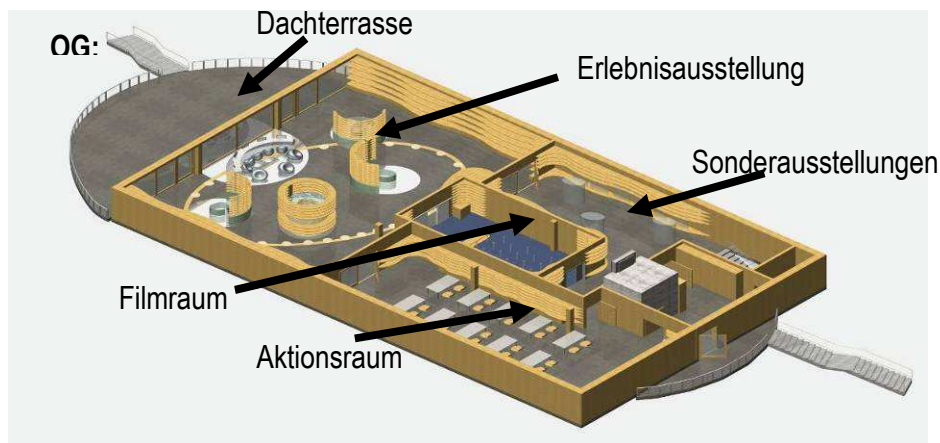 Dachterrasse
OG:
Erlebnisausstellung
Sonderausstellungen
Filmraum
Aktionsraum